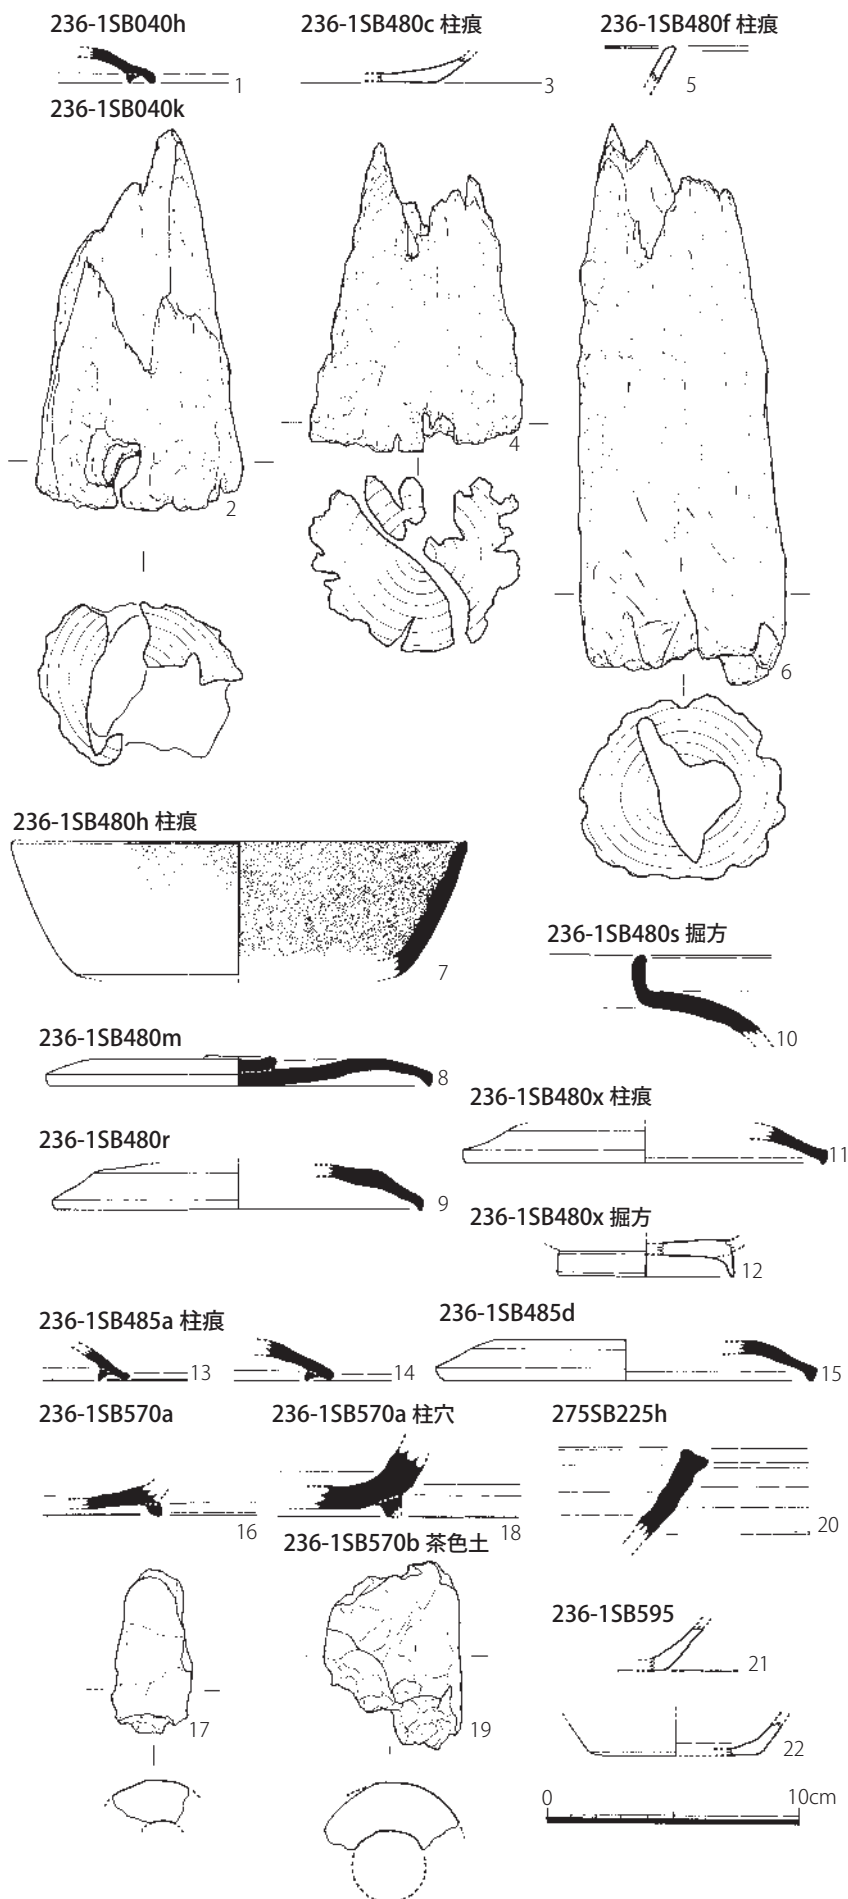 236-1SB040h
236-1SB480c 柱痕
236-1SB480f 柱痕
1
3
5
236-1SB040k
2
4
6
236-1SB480h 柱痕
7
236-1SB480s 掘方
10
236-1SB480m
8
236-1SB480x 柱痕
11
236-1SB480r
9
236-1SB480x 掘方
12
236-1SB485a 柱痕
13
14
236-1SB485d
15
236-1SB570a
16
236-1SB570a 柱穴
18
275SB225h
20
236-1SB570b 茶色土
17
19
236-1SB595
21
22
0
10cm